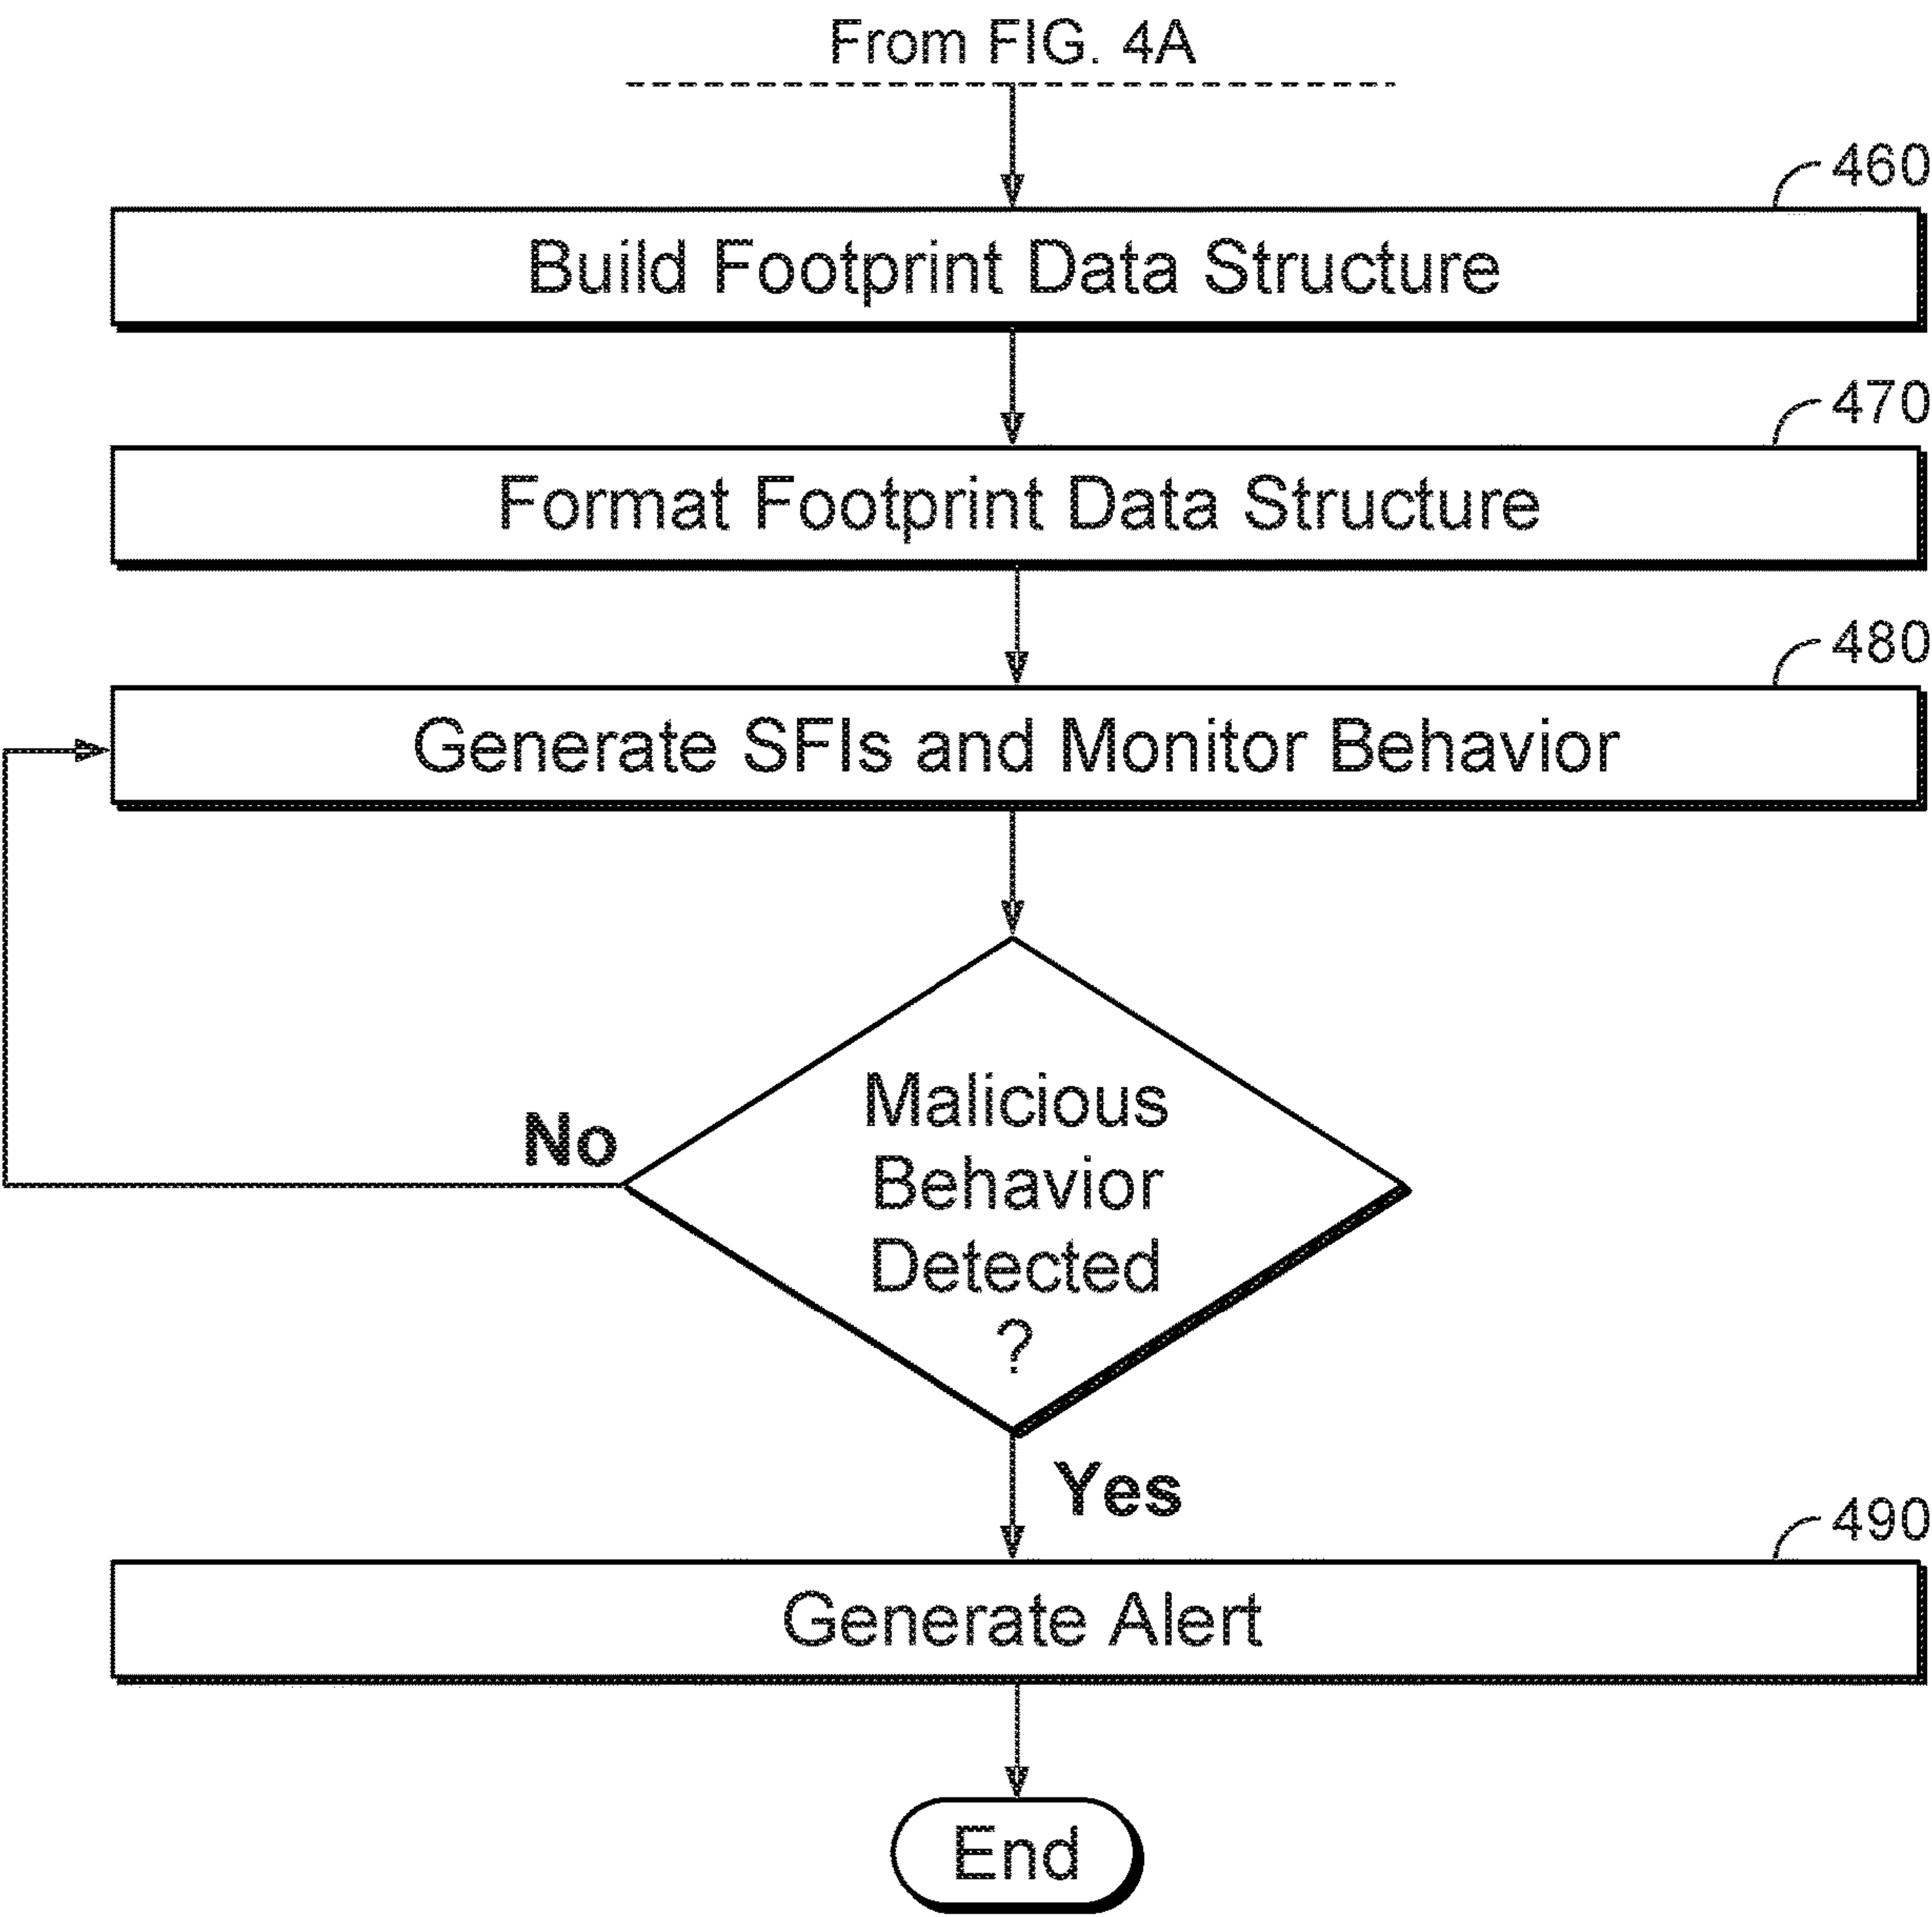 From FIG. 4A
460
Build Footprint Data Structure
470
Format Footprint Data Structure
480
Generate SFIs and Monitor Behavior
Malicious
Behavior
Detected
?
No
Yes
490
Generate Alert
End